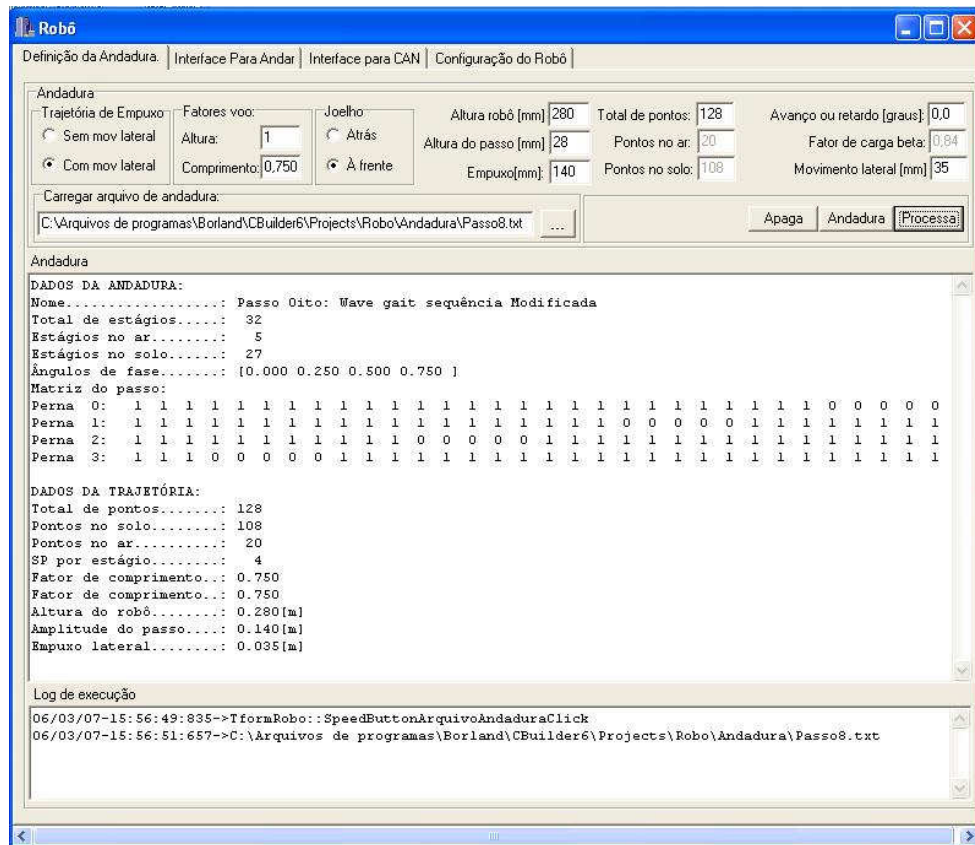 Robô
Definição da Andadura. Interface Para Andar Interface para CAN Configuração do Robô
Andadura
Trajetória de Empuxo Fatores voo: Joelho Altura robô [mm] 280 Total de pontos: 128 Avanço ou retardo [graus]: 0,0
Sem mov lateral Altura: 1 Atrás Altura do passo [mm] 28 Pontos no ar: 20 Fator de carga beta: 0,84
Com mov lateral Comprimento: 0,750 À frente Empuxo[mm]: 140 Pontos no solo: 108 Movimento lateral [mm] 35
Carregar arquivo de andadura:
C:\Arquivos de programas\Borland\CBuilder6\Projects\Robo\Andadura\Passo8.txt ... Apaga Andadura Processa
Andadura
DADOS DA ANDADURA:
Nome..................: Passo Oito: Wave gait sequência Modificada
Total de estágios.....: 32
Estágios no ar........: 5
Estágios no solo......: 27
Ângulos de fase.......: [0.000 0.250 0.500 0.750 ]
Matriz do passo:
Perna 0: 1 1 1 1 1 1 1 1 1 1 1 1 1 1 1 1 1 1 1 1 1 1 1 1 1 1 1 0 0 0 0 0
Perna 1: 1 1 1 1 1 1 1 1 1 1 1 1 1 1 1 1 1 1 1 0 0 0 0 0 1 1 1 1 1 1 1 1
Perna 2: 1 1 1 1 1 1 1 1 1 1 1 0 0 0 0 0 1 1 1 1 1 1 1 1 1 1 1 1 1 1 1 1
Perna 3: 1 1 1 0 0 0 0 0 1 1 1 1 1 1 1 1 1 1 1 1 1 1 1 1 1 1 1 1 1 1 1 1
DADOS DA TRAJETÓRIA:
Total de pontos.......: 128
Pontos no solo........: 108
Pontos no ar..........: 20
SP por estágio........: 4
Fator de comprimento..: 0.750
Fator de comprimento..: 0.750
Altura do robô........: 0.280[m]
Amplitude do passo....: 0.140[m]
Empuxo lateral........: 0.035[m]
Log de execução
06/03/07-15:56:49:835->TformRobo::SpeedButtonArquivoAndaduraClick
06/03/07-15:56:51:657->C:\Arquivos de programas\Borland\CBuilder6\Projects\Robo\Andadura\Passo8.txt